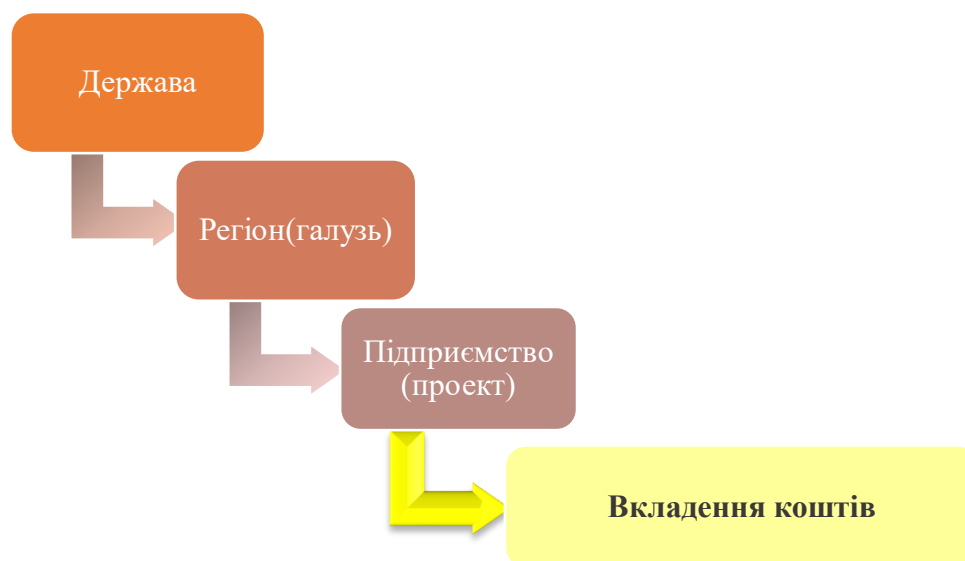 Держава
Регіон(галузь)
Підприємство
(проект)
Вкладення коштів